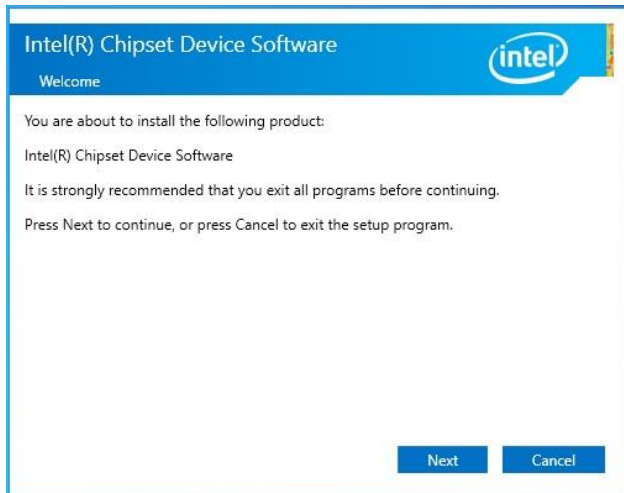 Intel(R) Chipset Device Software
intel
Welcome
You are about to install the following product:
Intel(R) Chipset Device Software
It is strongly recommended that you exit all programs before continuing.
Press Next to continue, or press Cancel to exit the setup program.
Next Cancel